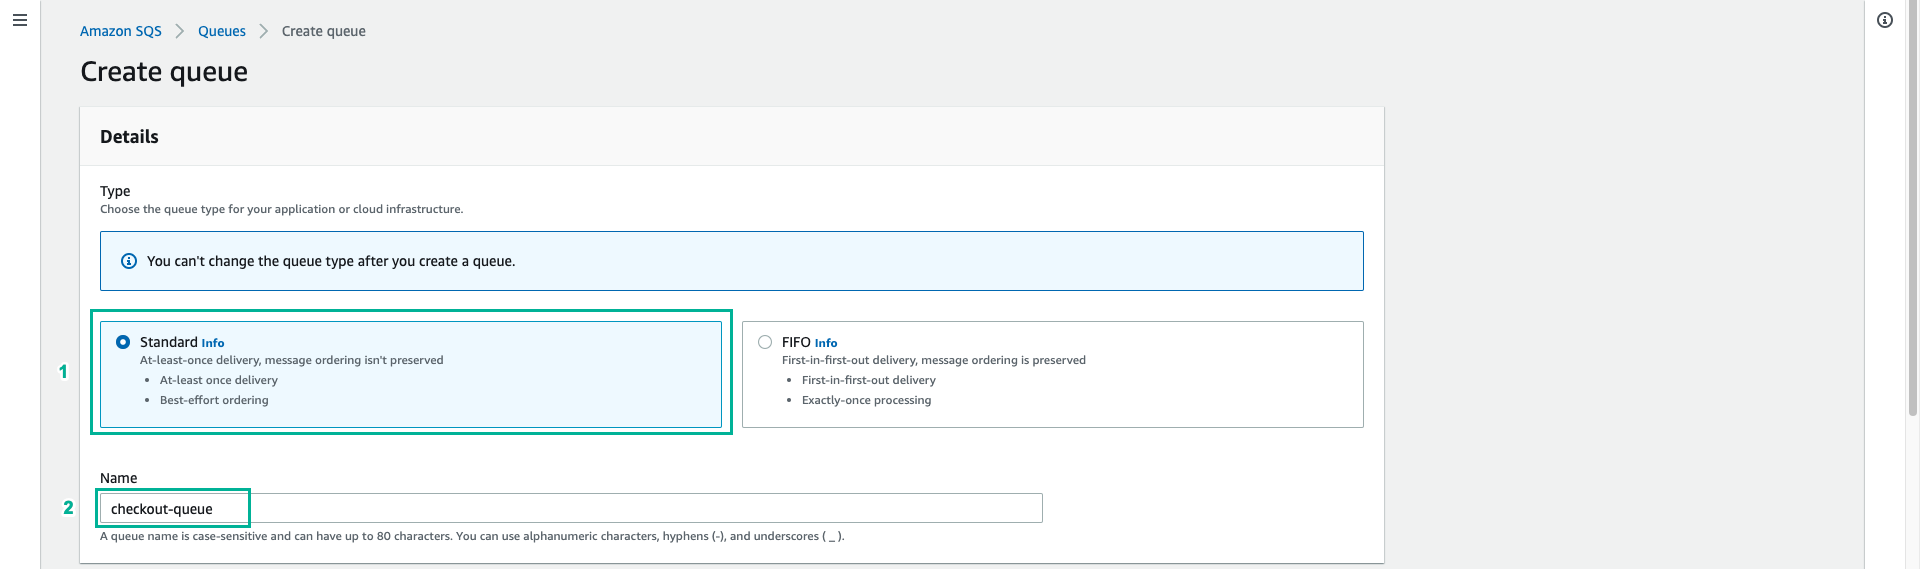 Amazon SQS > Queues > Create queue
Create queue
Details
Type
Choose the queue type for your application or cloud infrastructure.
You can't change the queue type after you create a queue.
1
Standard Info
At-least-once delivery, message ordering isn't preserved
• At-least once delivery
• Best-effort ordering
FIFO Info
First-in-first-out delivery, message ordering is preserved
• First-in-first-out delivery
• Exactly-once processing
Name
2
checkout-queue
A queue name is case-sensitive and can have up to 80 characters. You can use alphanumeric characters, hyphens (-), and underscores ( _ ).